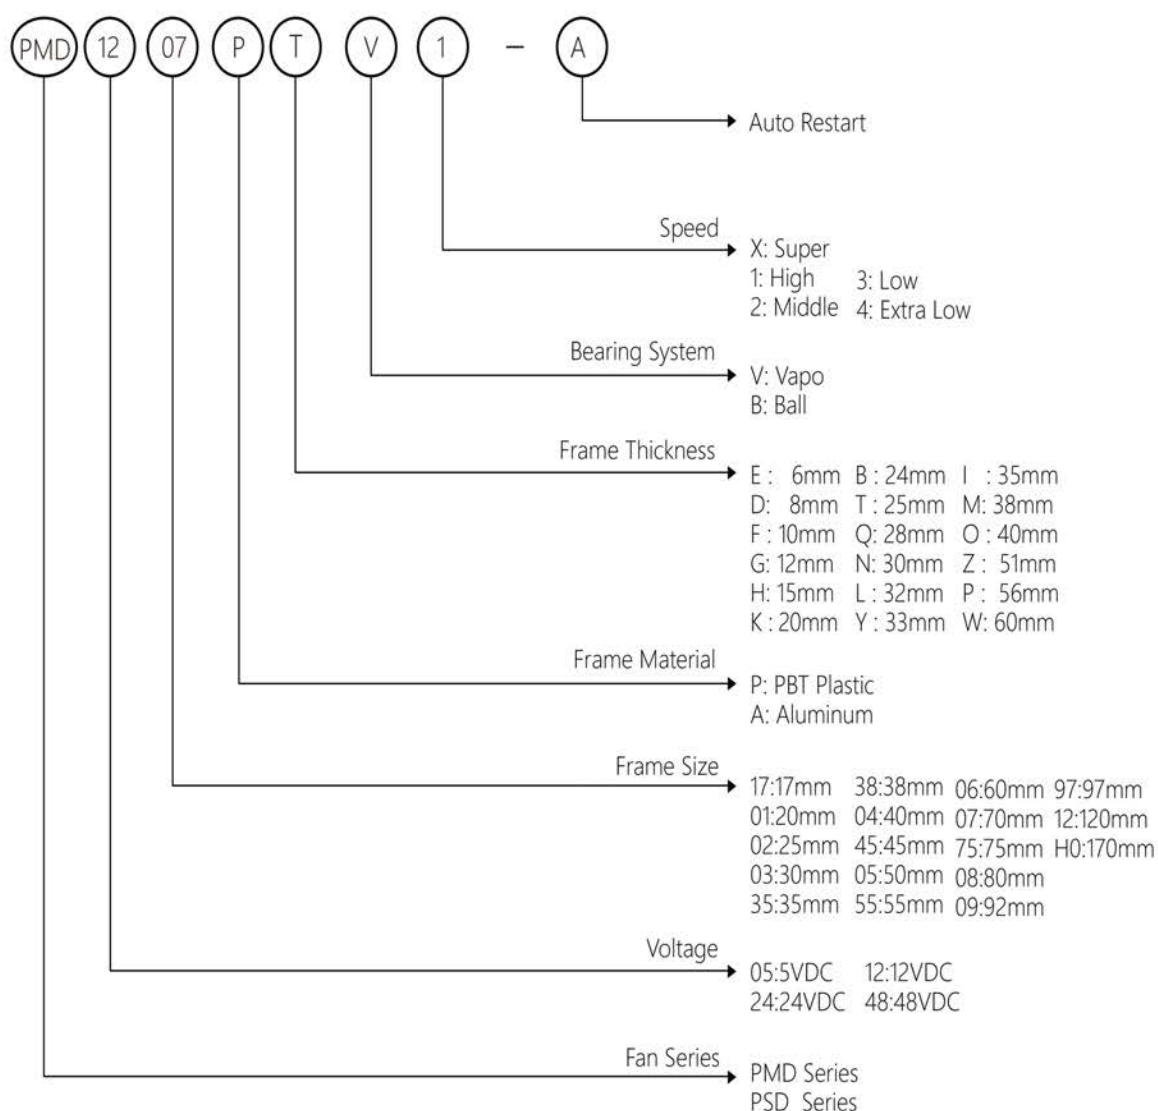 PMD 12 07 P T V 1 - A
Auto Restart
Speed
X: Super
1: High 3: Low
2: Middle 4: Extra Low
Bearing System
V: Vapo
B: Ball
Frame Thickness
E : 6mm B : 24mm I : 35mm
D: 8mm T : 25mm M: 38mm
F : 10mm Q: 28mm O : 40mm
G: 12mm N: 30mm Z : 51mm
H: 15mm L : 32mm P : 56mm
K : 20mm Y : 33mm W: 60mm
Frame Material
P: PBT Plastic
A: Aluminum
Frame Size
17:17mm 38:38mm 06:60mm 97:97mm
01:20mm 04:40mm 07:70mm 12:120mm
02:25mm 45:45mm 75:75mm H0:170mm
03:30mm 05:50mm 08:80mm
35:35mm 55:55mm 09:92mm
Voltage
05:5VDC 12:12VDC
24:24VDC 48:48VDC
Fan Series
PMD Series
PSD Series